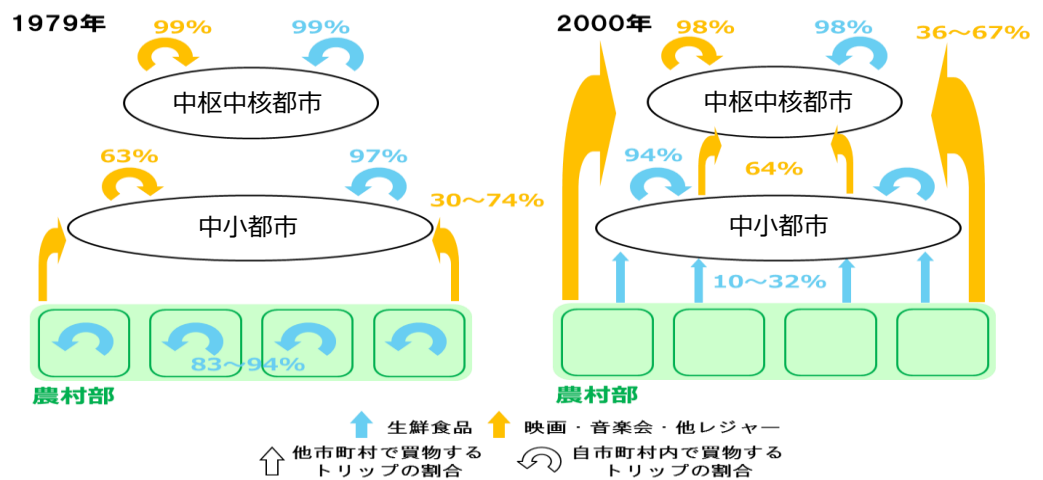 1979年
99%
99%
中枢中核都市
63%
97%
30～74%
中小都市
83～94%
農村部
2000年
98%
98%
36～67%
中枢中核都市
94%
64%
中小都市
10～32%
農村部
生鮮食品
映画・音楽会・他レジャー
他市町村で買物する
トリップの割合
自市町村内で買物する
トリップの割合